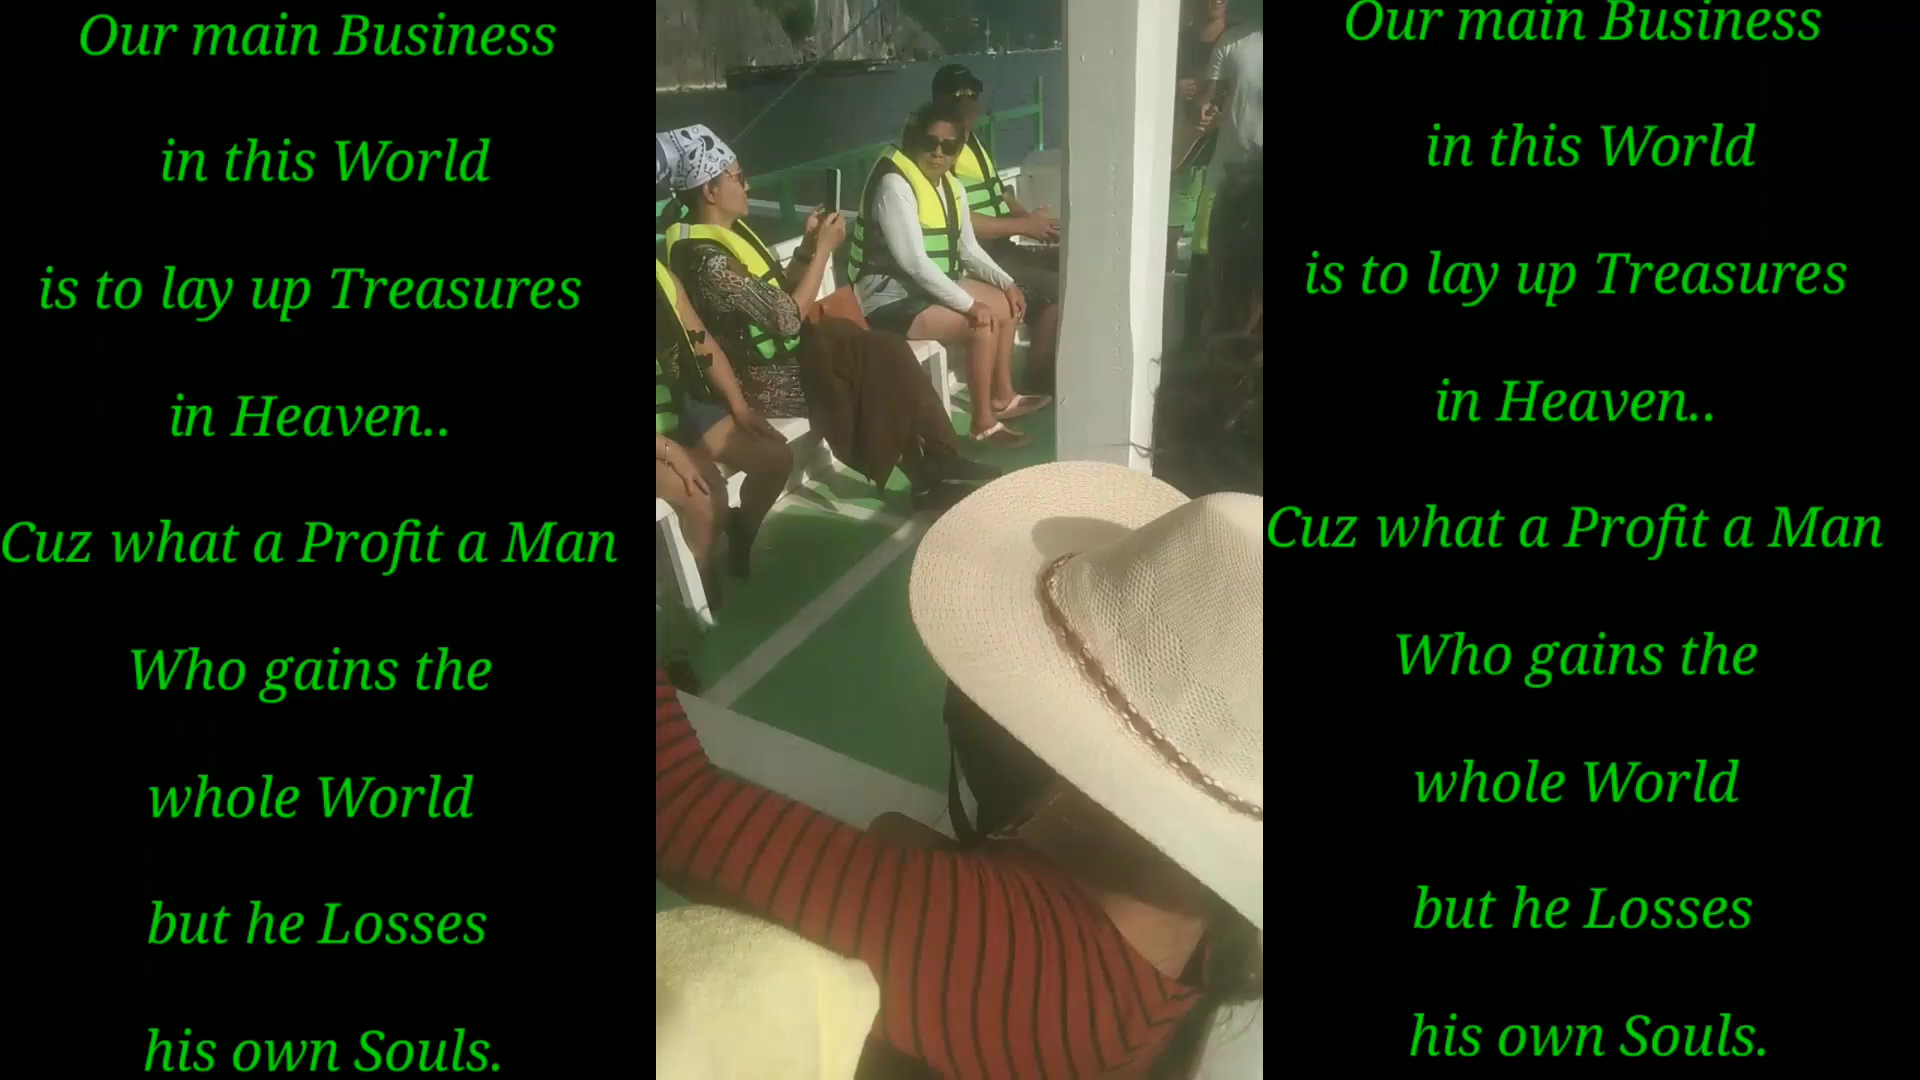 Our main Business
in this World
is to lay up Treasures
in Heaven..
Cuz what a Profit a Man
Who gains the
whole World
but he Losses
his own Souls.
Our main Business
in this World
is to lay up Treasures
in Heaven..
Cuz what a Profit a Man
Who gains the
whole World
but he Losses
his own Souls.